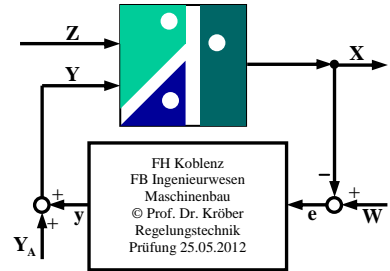 Z
Y
X
FH Koblenz
FB Ingenieurwesen
Maschinenbau
© Prof. Dr. Kröber
Regelungstechnik
Prüfung 25.05.2012
−
+
+
y
e
+
W
Y_A